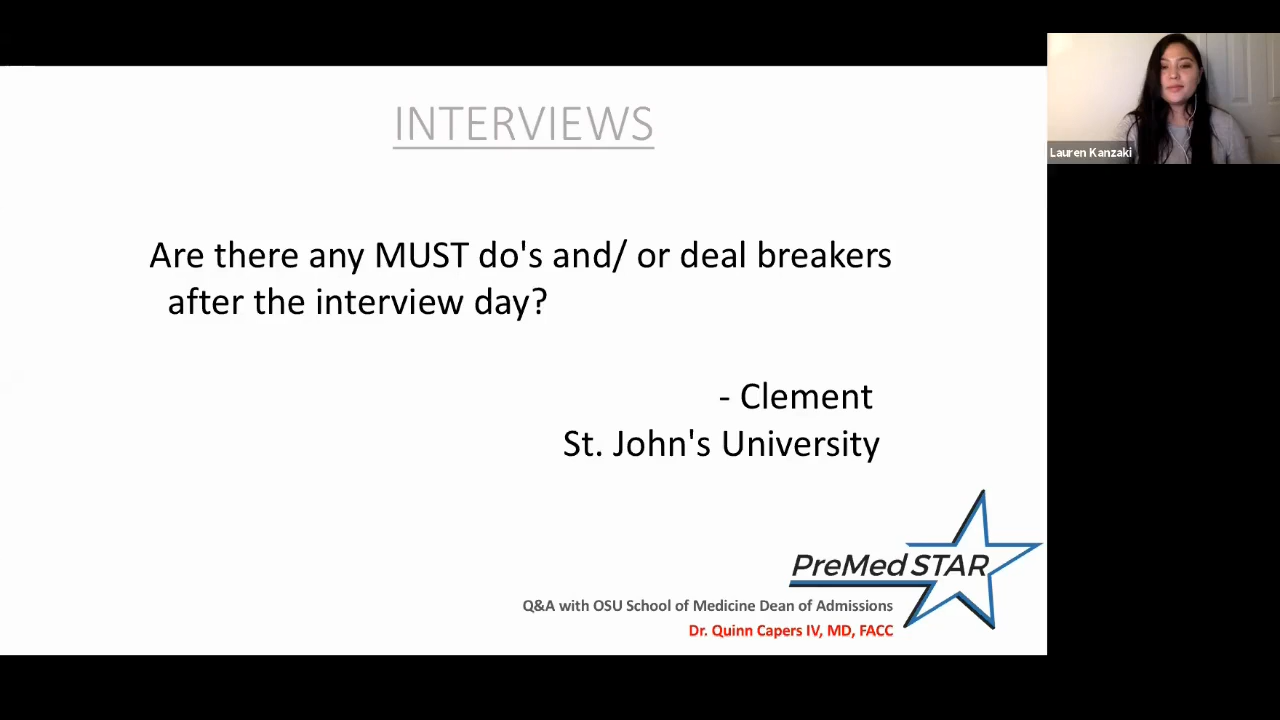 INTERVIEWS
Lauren Kanzaki
Are there any MUST do's and/ or deal breakers
after the interview day?
- Clement
St. John's University
PreMed STAR
Q&A with OSU School of Medicine Dean of Admissions
Dr. Quinn Capers IV, MD, FACC